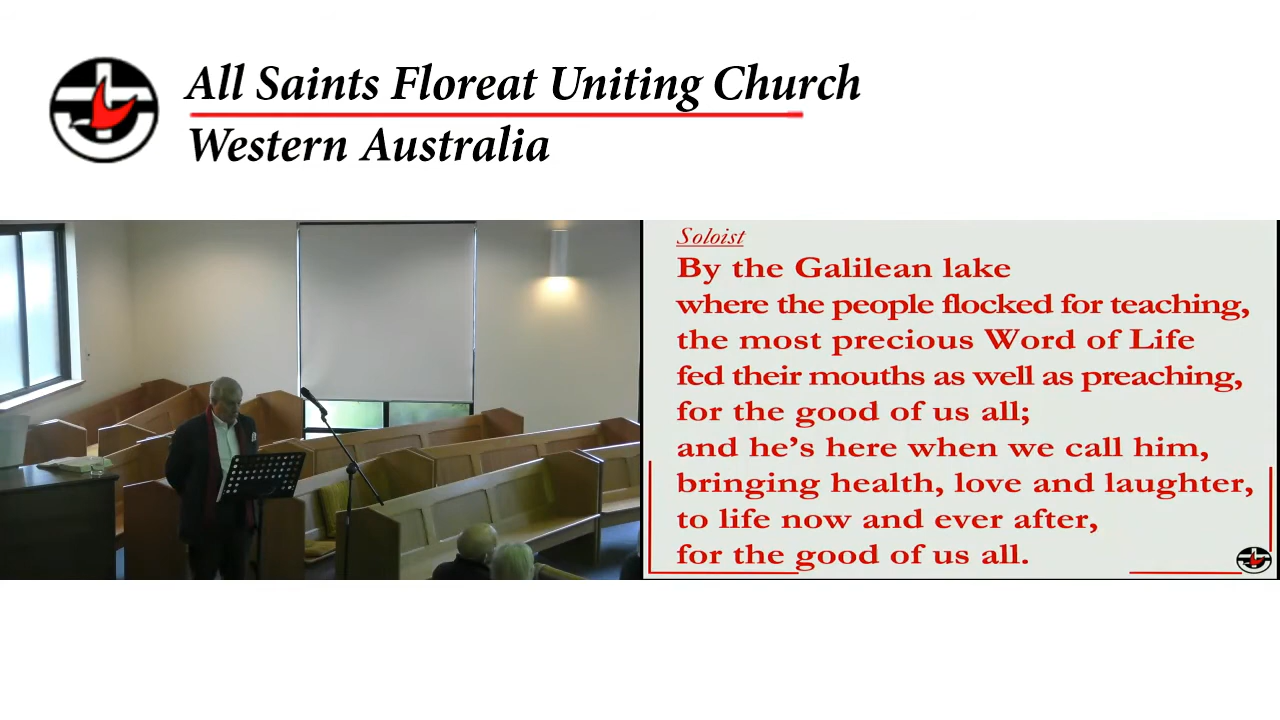 All Saints Floreat Uniting Church
Western Australia
Soloist
By the Galilean lake
where the people flocked for teaching,
the most precious Word of Life
fed their mouths as well as preaching,
for the good of us all;
and he’s here when we call him,
bringing health, love and laughter,
to life now and ever after,
for the good of us all.